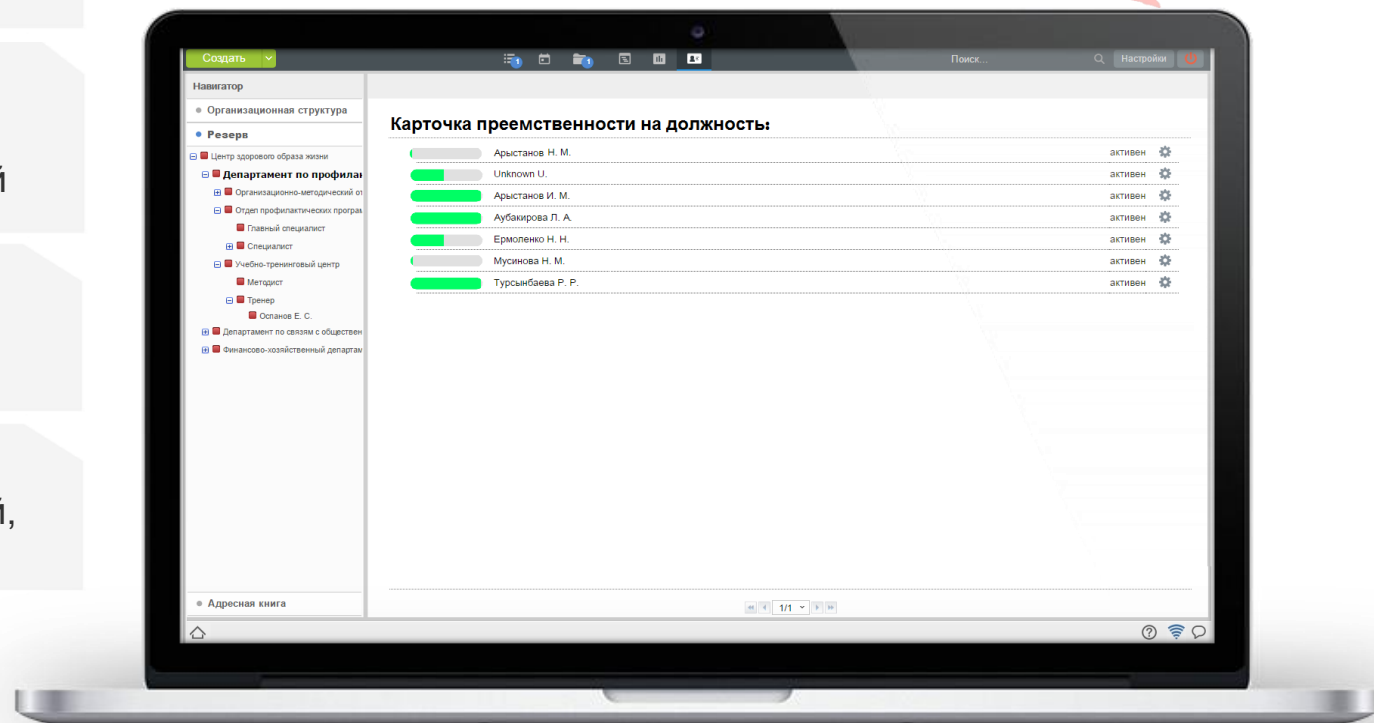 й
й,
Создать
1
1
Поиск...
Настройки
Навигатор
Организационная структура
Резерв
Центр здорового образа жизни
Департамент по профилак
Организационно-методический от
Отдел профилактических програм
Главный специалист
Специалист
Учебно-тренинговый центр
Методист
Тренер
Оспанов Е. С.
Департамент по связям с обществен
Финансово-хозяйственный департам
Адресная книга
Карточка преемственности на должность:
Арыстанов Н. М. активен
Unknown U. активен
Арыстанов И. М. активен
Аубакирова Л. А. активен
Ермоленко Н. Н. активен
Мусинова Н. М. активен
Турсынбаева Р. Р. активен
1/1